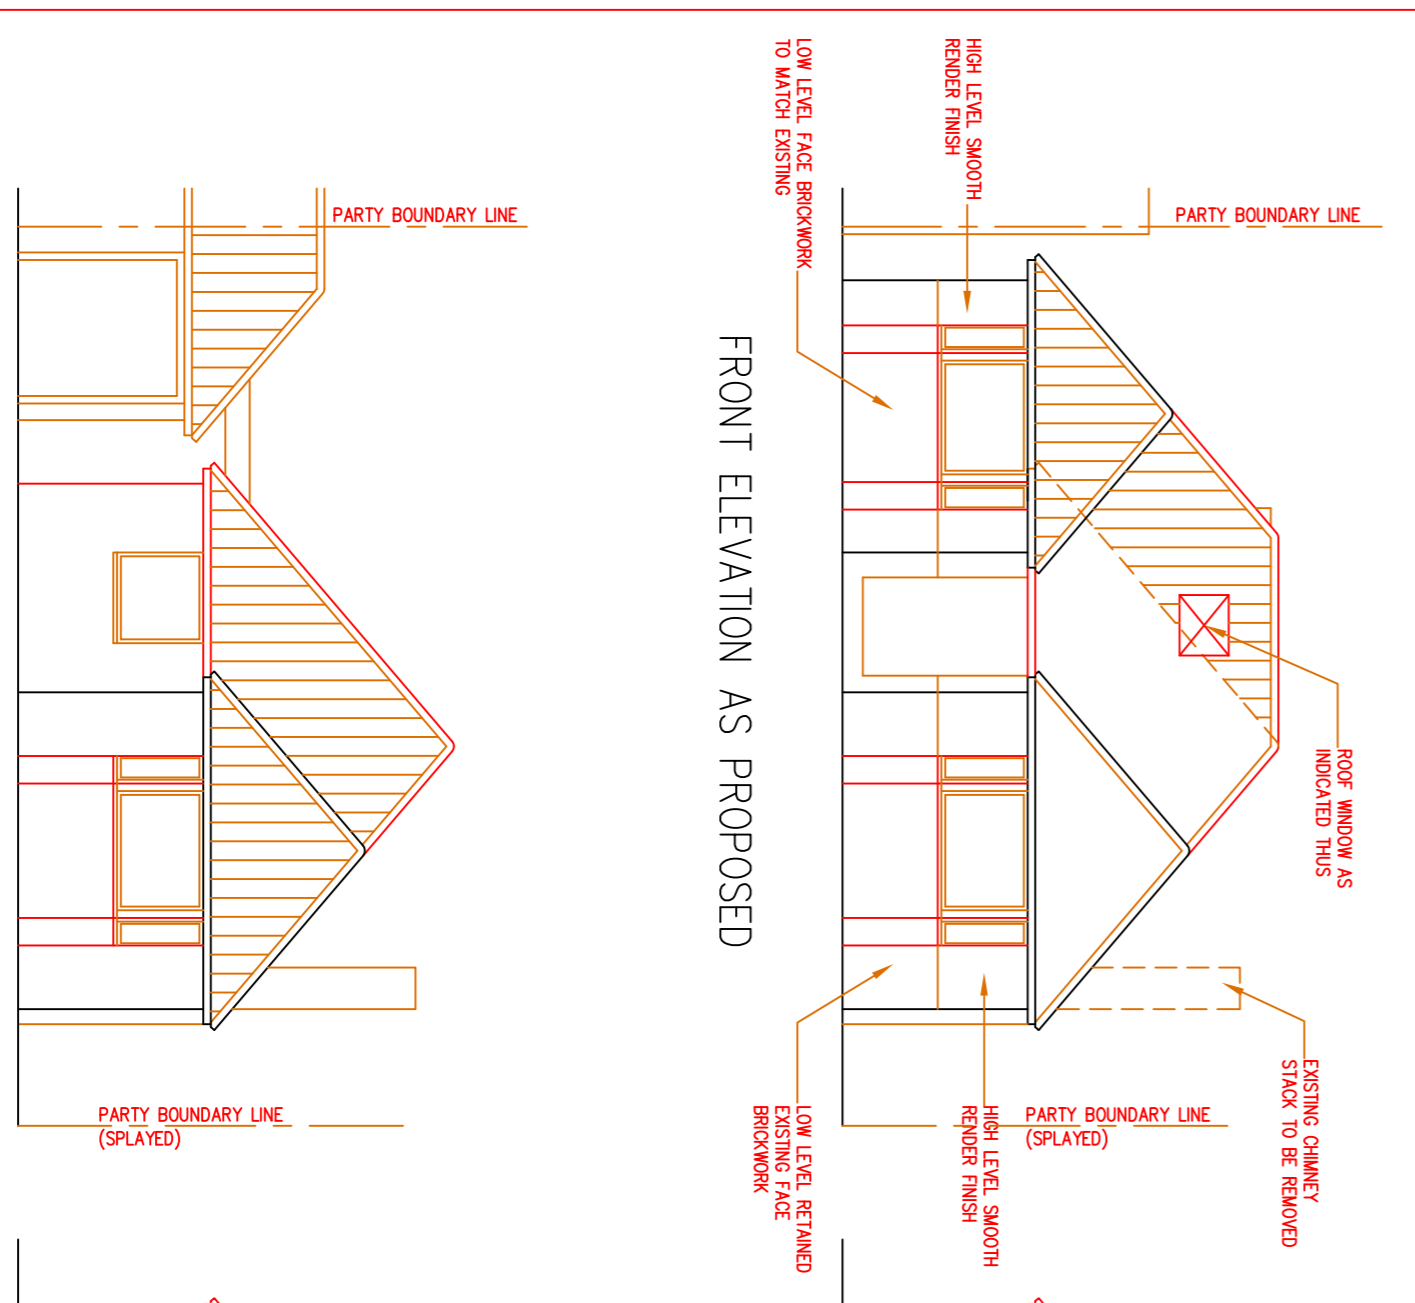 HIGH LEVEL SMOOTH
RENDER FINISH
LOW LEVEL FACE BRICKWORK
TO MATCH EXISTING
PARTY BOUNDARY LINE
PARTY BOUNDARY LINE
ROOF WINDOW AS
INDICATED THUS
FRONT ELEVATION AS PROPOSED
EXISTING CHIMNEY
STACK TO BE REMOVED
PARTY BOUNDARY LINE
(SPLAYED)
HIGH LEVEL SMOOTH
RENDER FINISH
LOW LEVEL RETAINED
EXISTING FACE
BRICKWORK
PARTY BOUNDARY LINE
(SPLAYED)